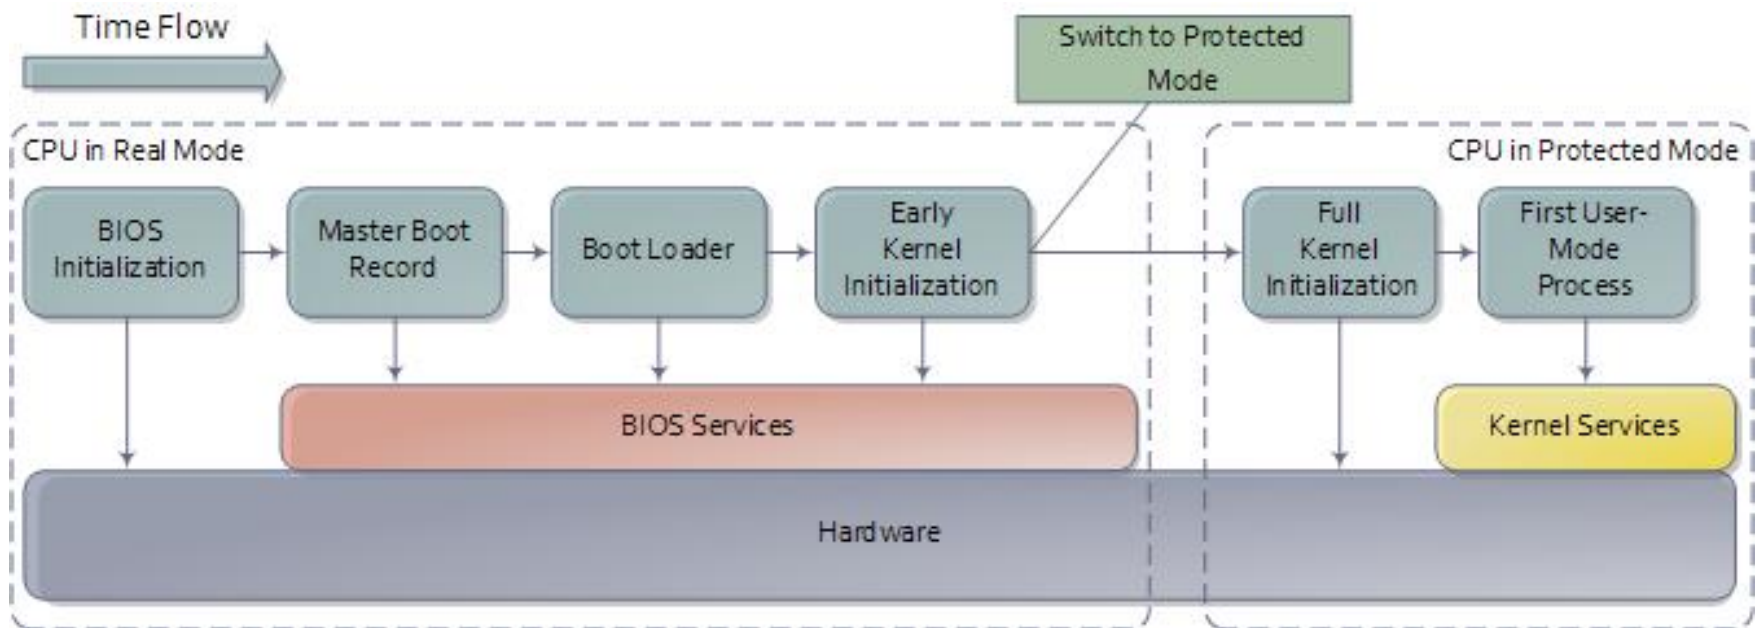 Time Flow
Switch to Protected
Mode
CPU in Real Mode
CPU in Protected Mode
BIOS
Initialization
Master Boot
Record
Boot Loader
Early
Kernel
Initialization
Full
Kernel
Initialization
First User-
Mode
Process
BIOS Services
Kernel Services
Hardware